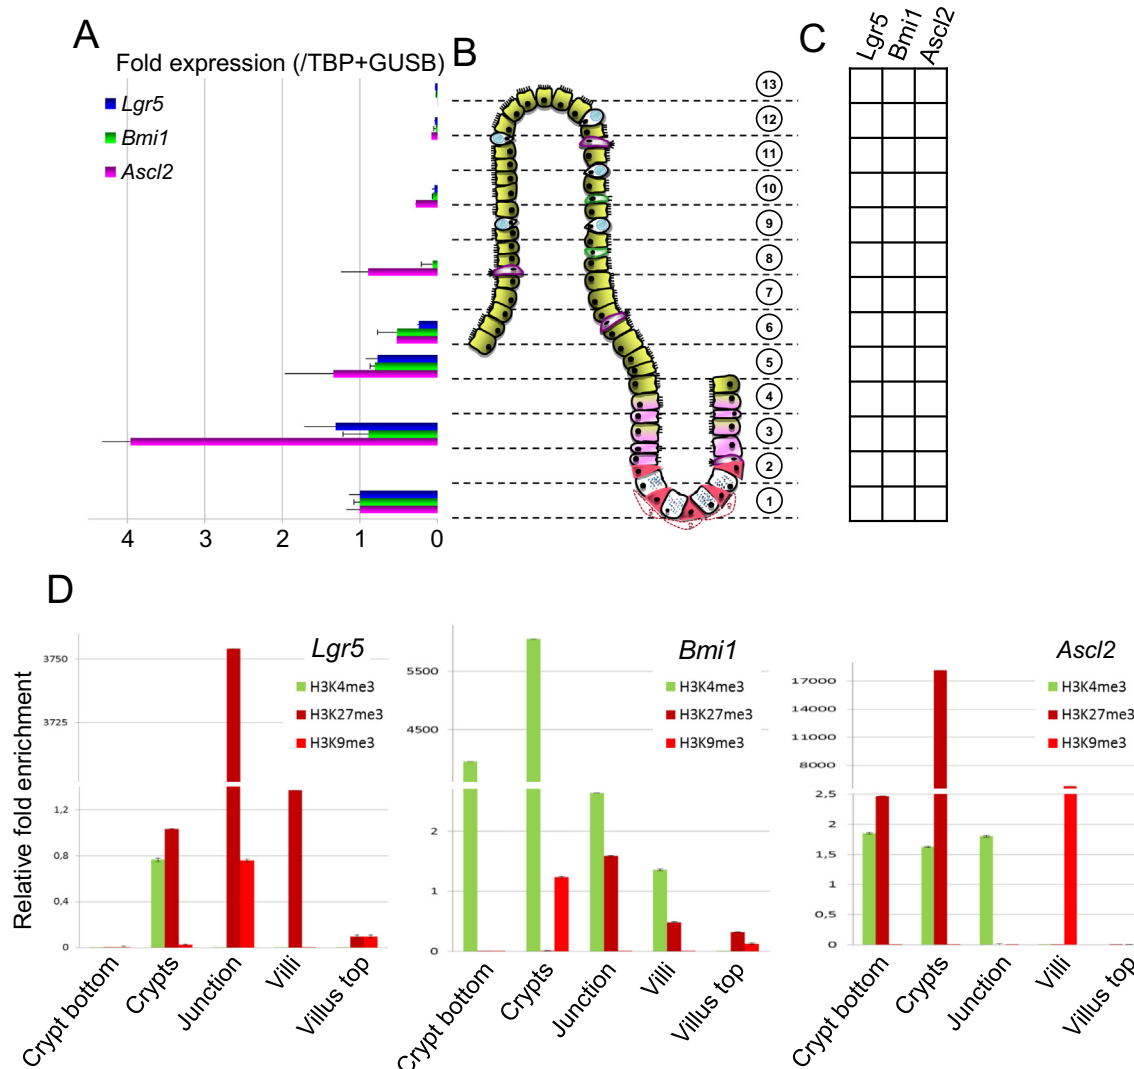 A
Fold expression (/TBP+GUSB)
Lgr5
Bmi1
Ascl2
4 3 2 1 0
B
13
12
11
10
9
8
7
6
5
4
3
2
1
C
Lgr5 Bmi1 Ascl2
D
Relative fold enrichment
Lgr5
H3K4me3
H3K27me3
H3K9me3
3750
3725
1,2
0,8
0,4
0
Crypt bottom Crypts Junction Villi Villus top
Bmi1
H3K4me3
H3K27me3
H3K9me3
5500
4500
2
1
0
Crypt bottom Crypts Junction Villi Villus top
Ascl2
H3K4me3
H3K27me3
H3K9me3
17000
14000
11000
8000
2,5
2
1,5
1
0,5
0
Crypt bottom Crypts Junction Villi Villus top